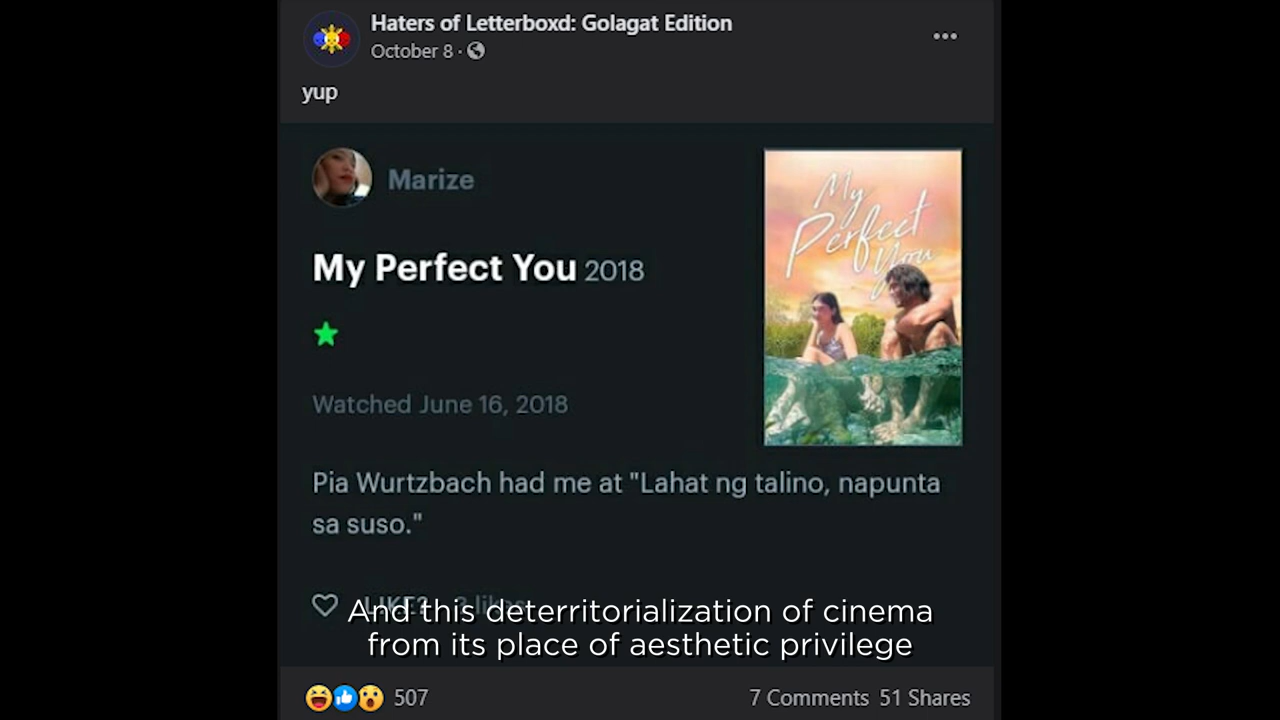 Haters of Letterboxd: Golagat Edition
October 8
yup
Marize
My Perfect You 2018
Watched June 16, 2018
My
Perfect
You
Pia Wurtzbach had me at "Lahat ng talino, napunta
sa suso."
LIKE?
And this deterritorialization of cinema
from its place of aesthetic privilege
507
7 Comments 51 Shares